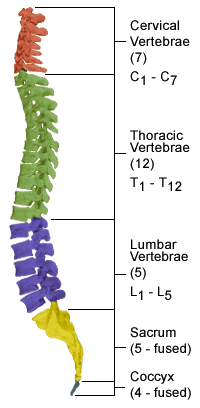 Cervical
Vertebrae
(7)
C1 - C7
Thoracic
Vertebrae
(12)
T1 - T12
Lumbar
Vertebrae
(5)
L1 - L5
Sacrum
(5 - fused)
Coccyx
(4 - fused)